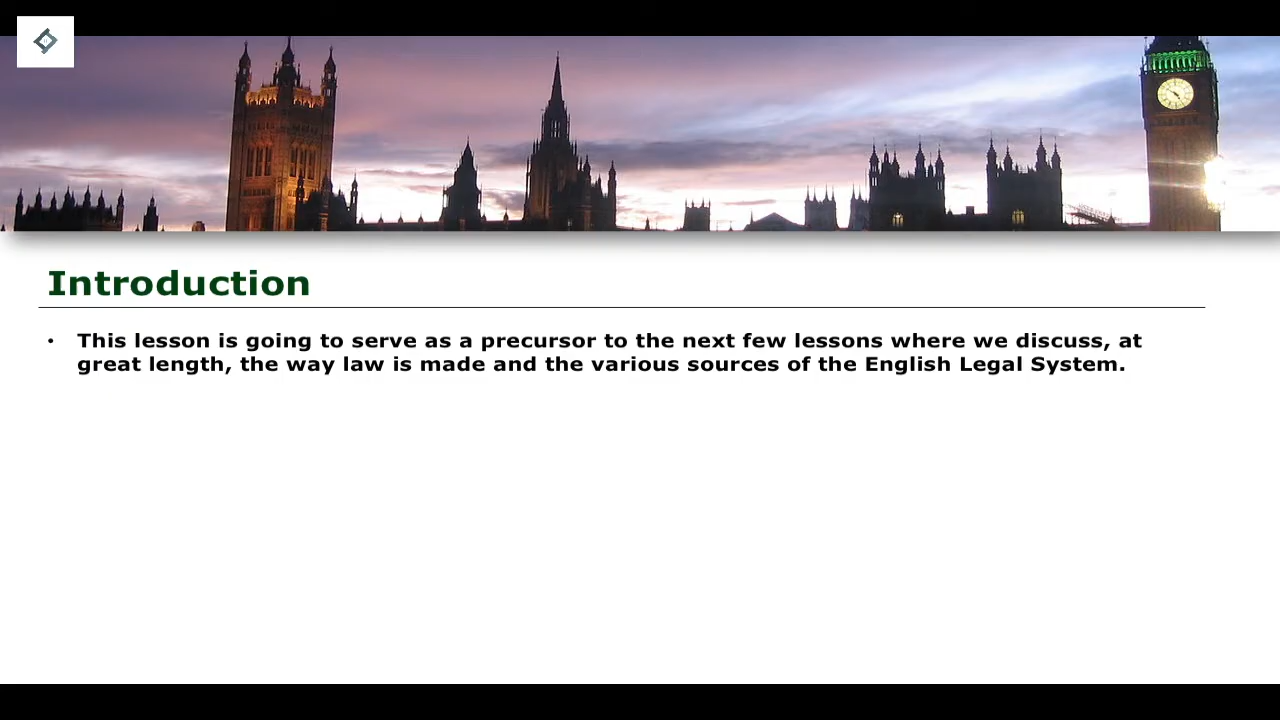 Introduction
• This lesson is going to serve as a precursor to the next few lessons where we discuss, at
great length, the way law is made and the various sources of the English Legal System.